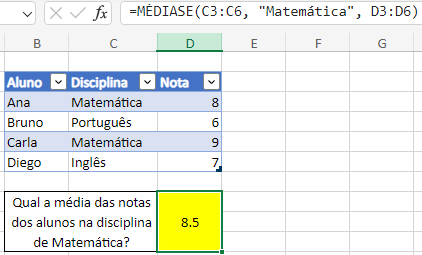 fx =MÉDIASE(C3:C6, "Matemática", D3:D6)
B C D E F G
Aluno Disciplina Nota
Ana Matemática 8
Bruno Português 6
Carla Matemática 9
Diego Inglês 7
Qual a média das notas
dos alunos na disciplina
de Matemática?
8.5